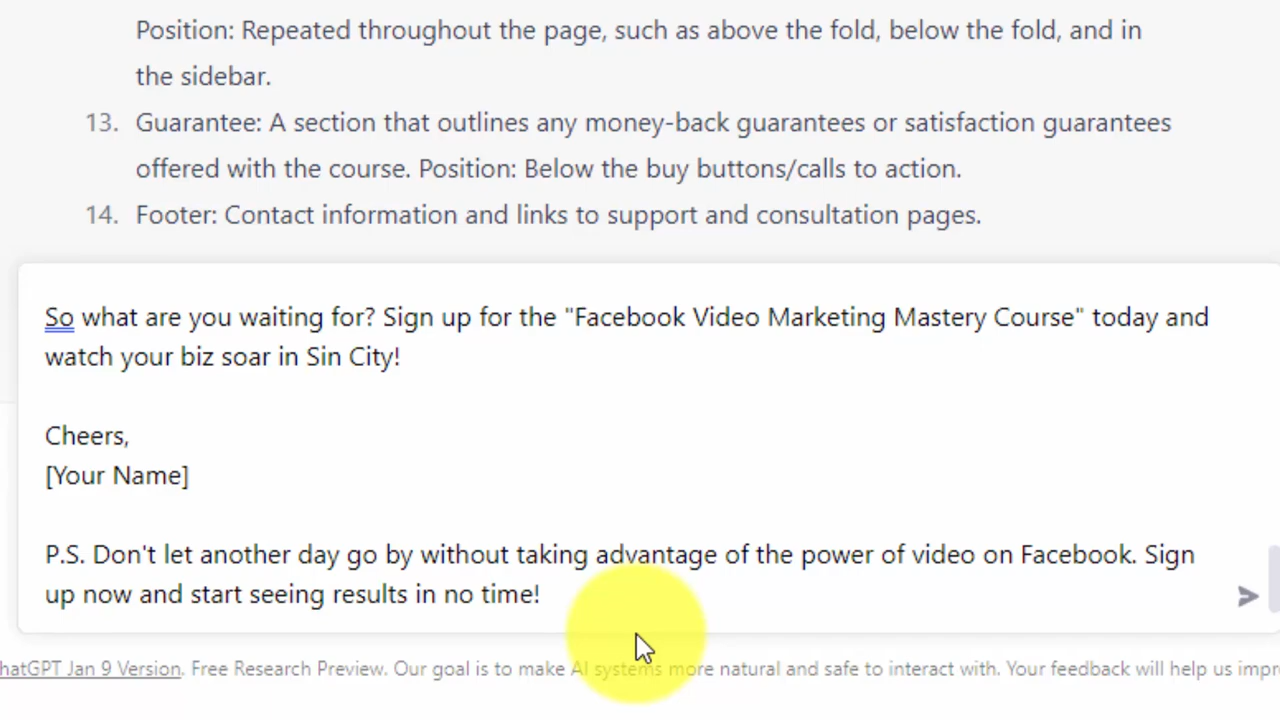 Position: Repeated throughout the page, such as above the fold, below the fold, and in
the sidebar.
13. Guarantee: A section that outlines any money-back guarantees or satisfaction guarantees
offered with the course. Position: Below the buy buttons/calls to action.
14. Footer: Contact information and links to support and consultation pages.
So what are you waiting for? Sign up for the "Facebook Video Marketing Mastery Course" today and
watch your biz soar in Sin City!
Cheers,
[Your Name]
P.S. Don't let another day go by without taking advantage of the power of video on Facebook. Sign
up now and start seeing results in no time!
hatGPT Jan 9 Version. Free Research Preview. Our goal is to make AI systems more natural and safe to interact with. Your feedback will help us impr